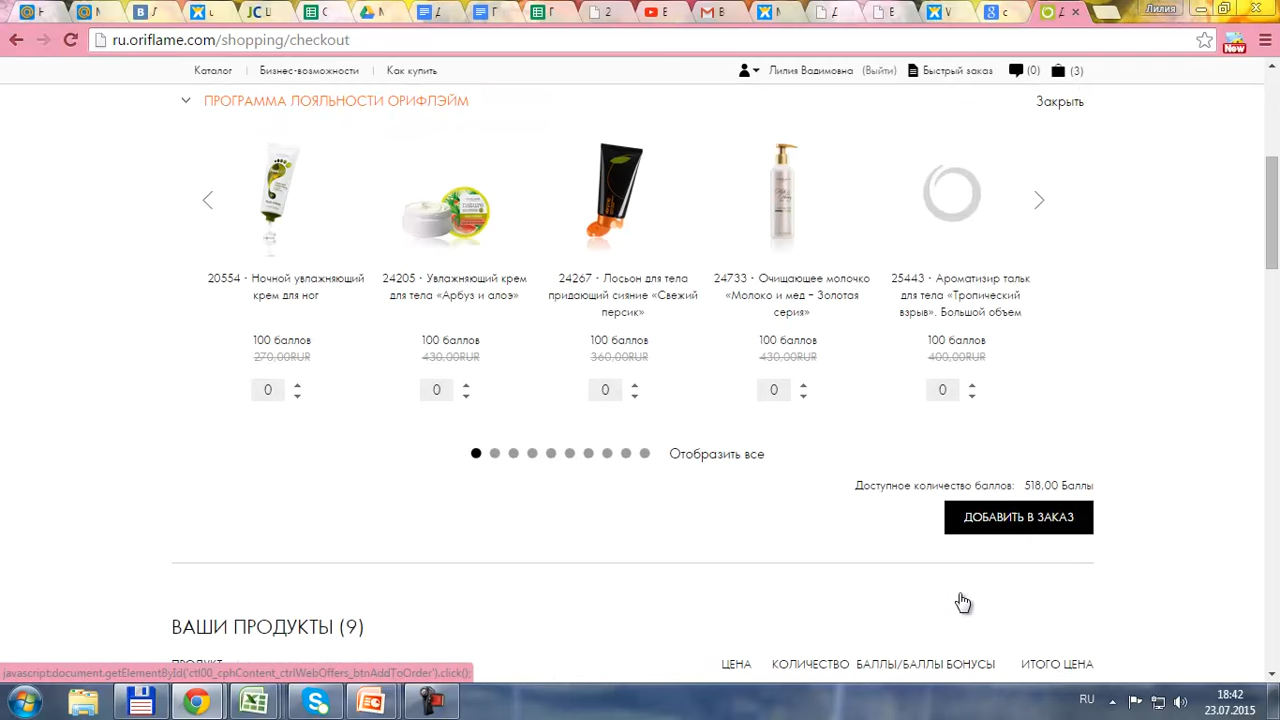 Лилия
ru.oriflame.com/shopping/checkout
New
Каталог Бизнес-возможности Как купить Лилия Вадимовна (Выйти) Быстрый заказ (0) (3)
ПРОГРАММА ЛОЯЛЬНОСТИ ОРИФЛЭЙМ Закрыть
20554 - Ночной увлажняющий 24205 - Увлажняющий крем 24267 - Лосьон для тела 24733 - Очищающее молочко 25443 - Ароматизир тальк
крем для ног для тела «Арбуз и алоэ» придающий сияние «Свежий «Молоко и мед – Золотая для тела «Тропический
персик» серия» взрыв». Большой объем
100 баллов 100 баллов 100 баллов 100 баллов 100 баллов
270,00RUR 430,00RUR 360,00RUR 430,00RUR 400,00RUR
0 0 0 0 0
Отобразить все
Доступное количество баллов: 518,00 Баллы
ДОБАВИТЬ В ЗАКАЗ
ВАШИ ПРОДУКТЫ (9)
ПРОДУКТ ЦЕНА КОЛИЧЕСТВО БАЛЛЫ/БАЛЛЫ БОНУСЫ ИТОГО ЦЕНА
javascript:document.getElementById('ctl00_cphContent_ctrlWebOffers_btnAddToOrder').click();
RU 18:42
23.07.2015